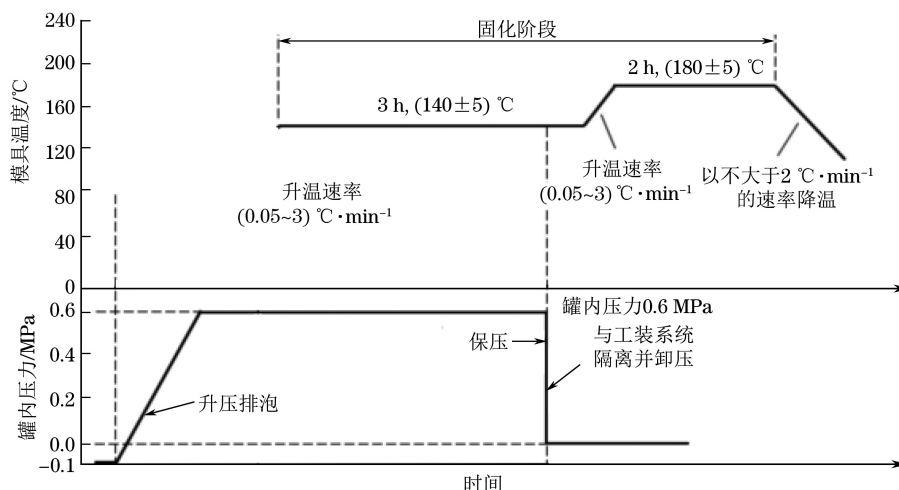 240
200
160
120
80
40
0
模具温度/℃
固化阶段
3 h, (140±5) ℃
2 h, (180±5) ℃
升温速率
(0.05~3) ℃·min⁻¹
升温速率
(0.05~3) ℃·min⁻¹
以不大于2 ℃·min⁻¹
的速率降温
0.6
0.4
0.2
0.0
−0.1
罐内压力/MPa
升压排泡
保压
罐内压力0.6 MPa
与工装系统
隔离并卸压
时间